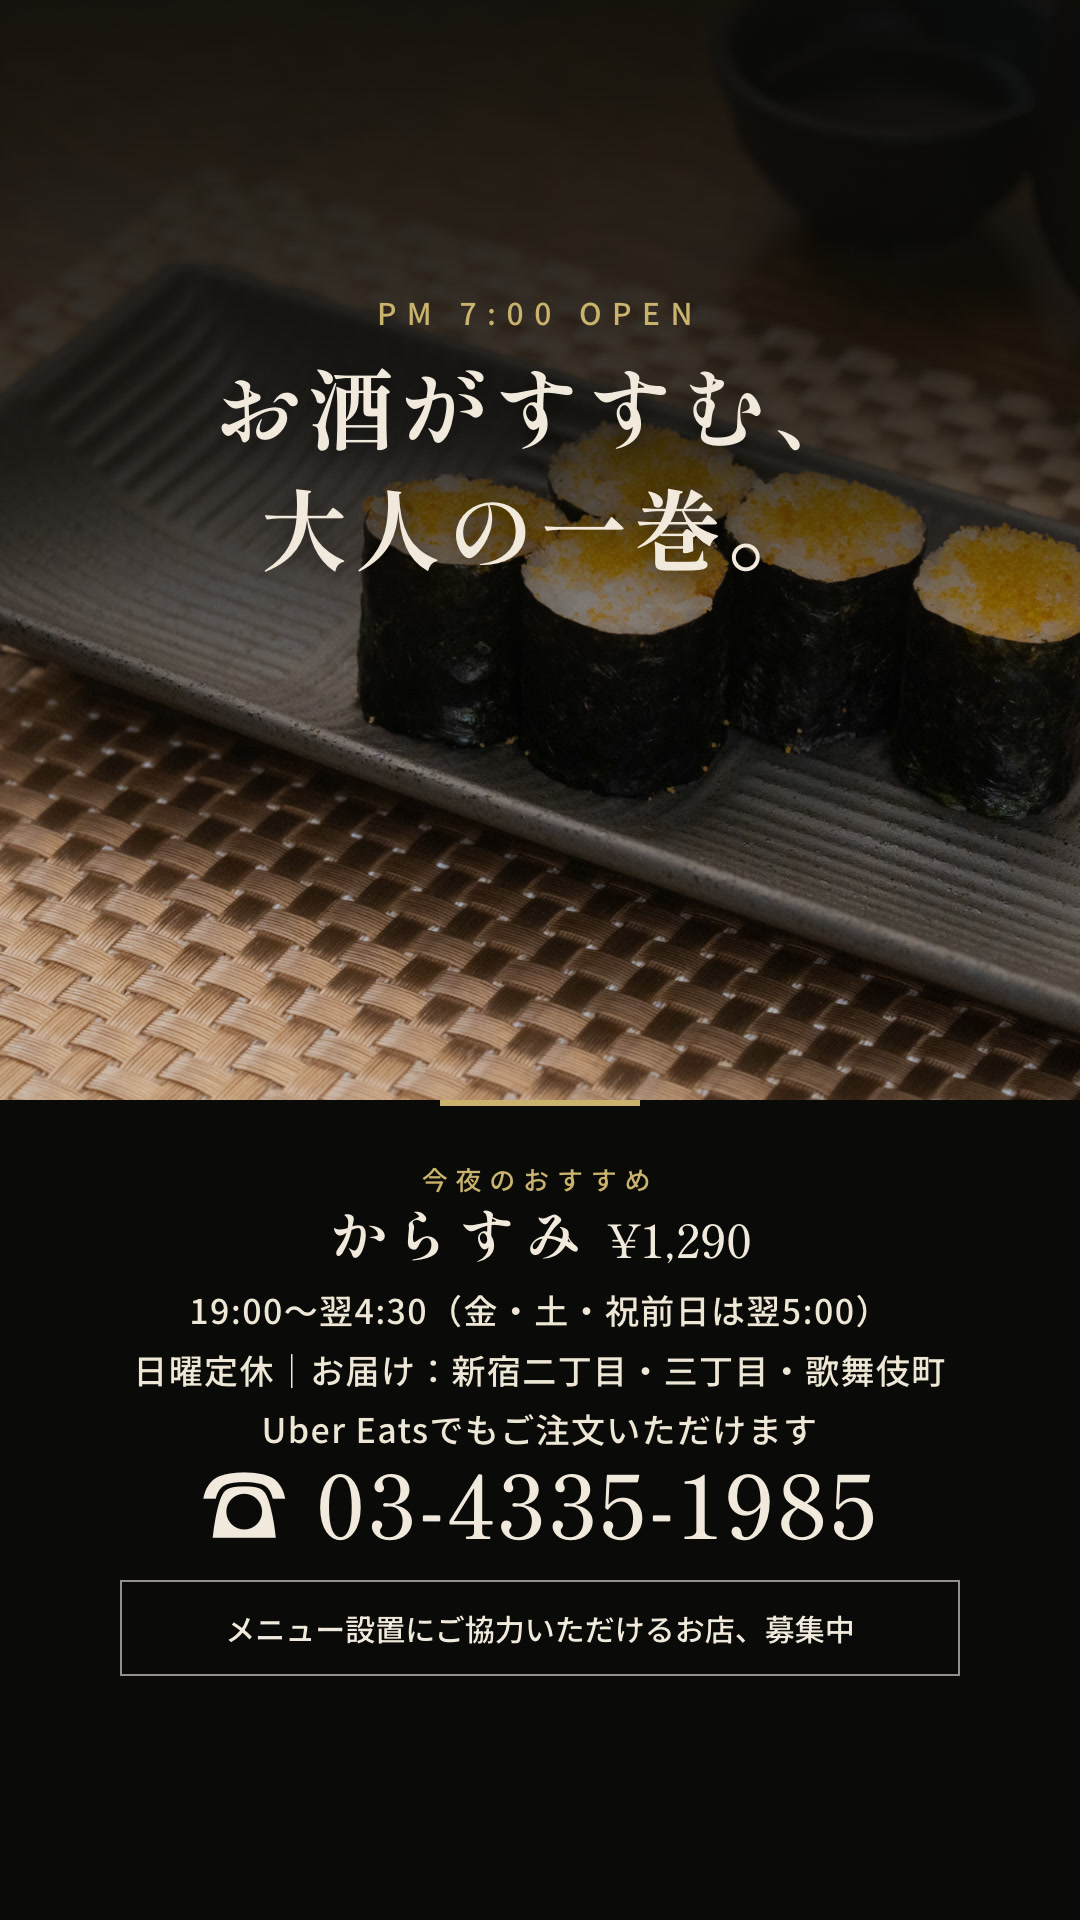 PM 7:00 OPEN
お酒がすすむ、
大人の一巻。
今夜のおすすめ
からすみ ¥1,290
19:00〜翌4:30（金・土・祝前日は翌5:00）
日曜定休｜お届け：新宿二丁目・三丁目・歌舞伎町
Uber Eatsでもご注文いただけます
☎ 03-4335-1985
メニュー設置にご協力いただけるお店、募集中